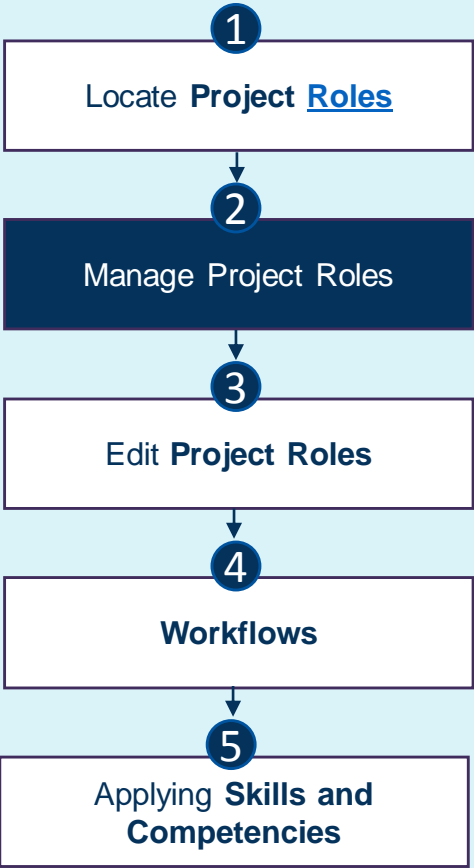 1
Locate Project Roles
2
Manage Project Roles
3
Edit Project Roles
4
Workflows
5
Applying Skills and
Competencies